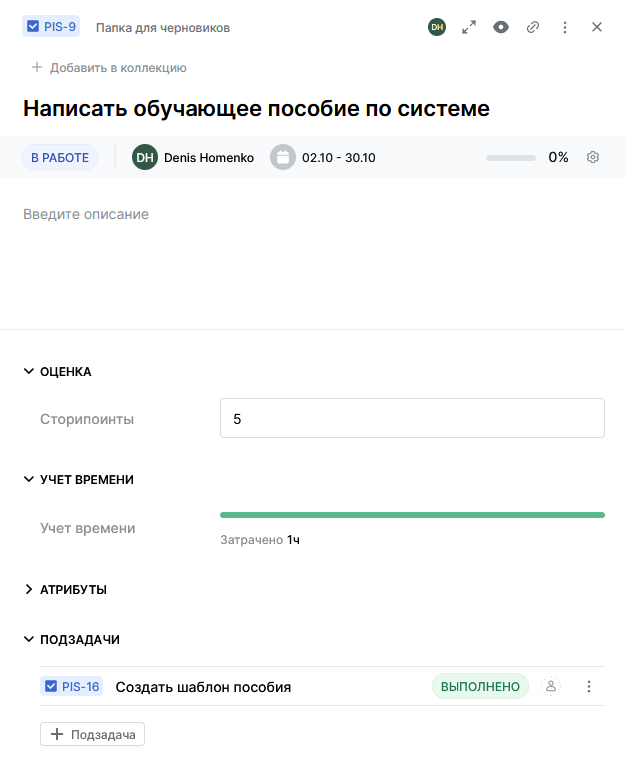 PIS-9 Папка для черновиков DH
Добавить в коллекцию
Написать обучающее пособие по системе
В РАБОТЕ DH Denis Homenko 02.10 - 30.10 0%
Введите описание
ОЦЕНКА
Сторипоинты 5
УЧЕТ ВРЕМЕНИ
Учет времени
Затрачено 1ч
АТРИБУТЫ
ПОДЗАДАЧИ
PIS-16 Создать шаблон пособия ВЫПОЛНЕНО
Подзадача